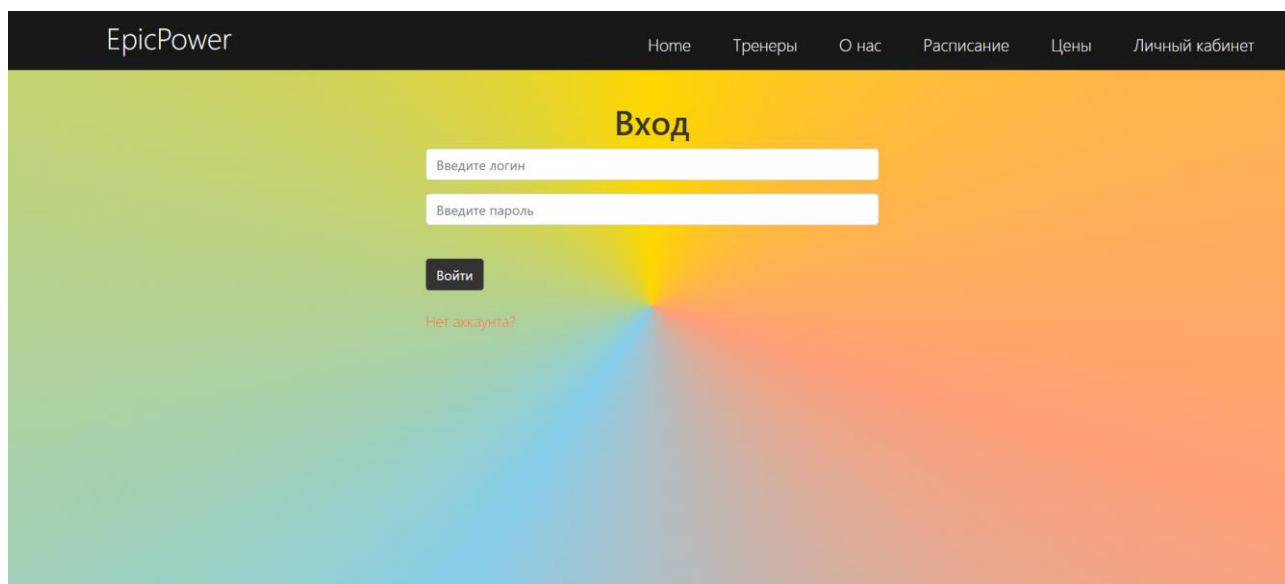 EpicPower
Home Тренеры О нас Расписание Цены Личный кабинет
Вход
Введите логин
Введите пароль
Войти
Нет аккаунта?